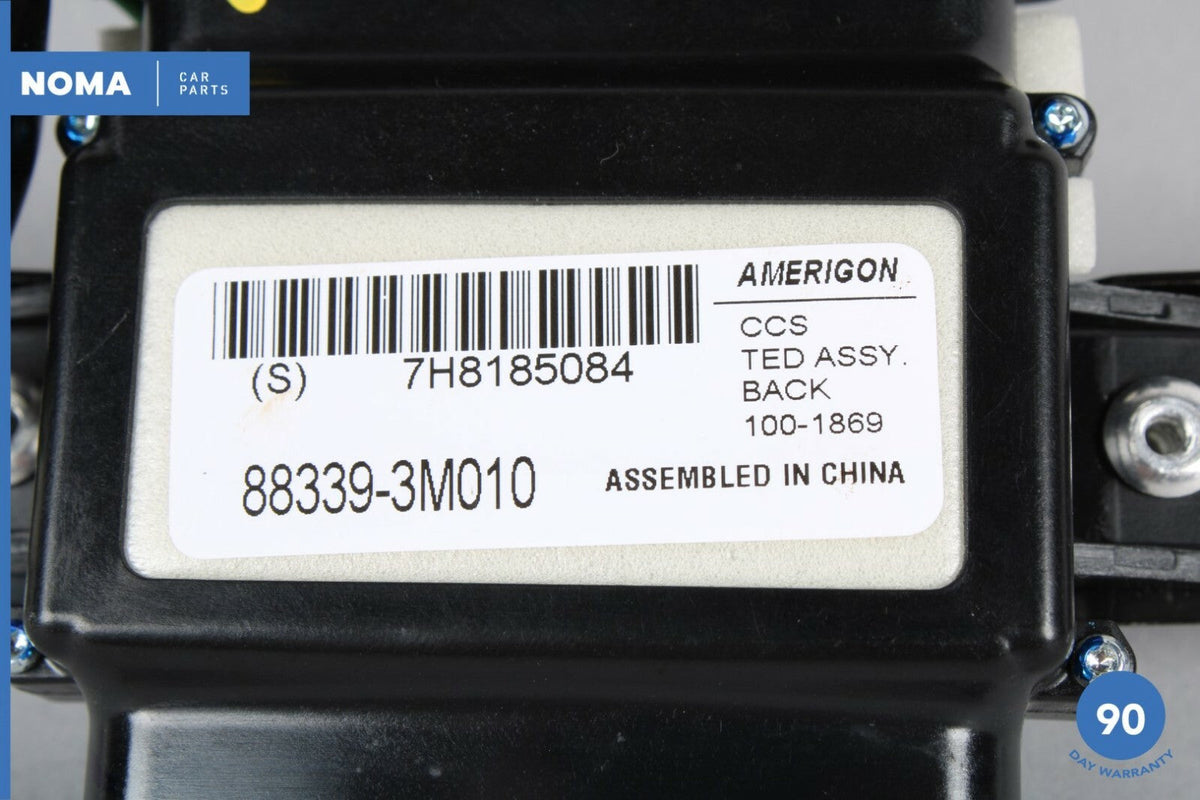 NOMA
CAR
PARTS
AMERIGON
CCS
TED ASSY.
BACK
100-1869
(S) 7H8185084
88339-3M010
ASSEMBLED IN CHINA
90
DAY WARRANTY